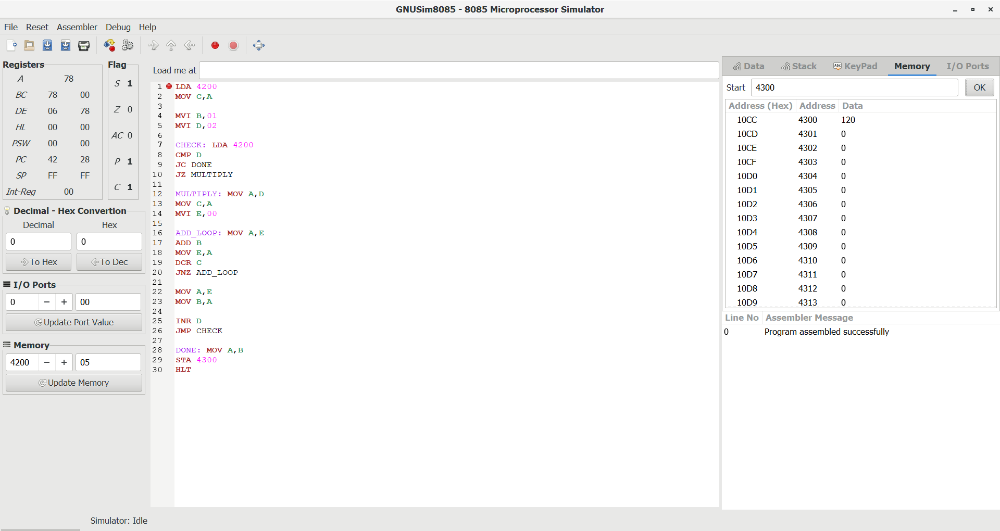 GNUSim8085 - 8085 Microprocessor Simulator
File Reset Assembler Debug Help
Registers
A 78
BC 78 00
DE 06 78
HL 00 00
PSW 00 00
PC 42 28
SP FF FF
Int-Reg 00
Flag
S 1
Z 0
AC 0
P 1
C 1
Decimal - Hex Convertion
Decimal Hex
0 0
To Hex To Dec
I/O Ports
0 − + 00
Update Port Value
Memory
4200 − + 05
Update Memory
Load me at
1 LDA 4200
2 MOV C,A
3
4 MVI B,01
5 MVI D,02
6
7 CHECK: LDA 4200
8 CMP D
9 JC DONE
10 JZ MULTIPLY
11
12 MULTIPLY: MOV A,D
13 MOV C,A
14 MVI E,00
15
16 ADD_LOOP: MOV A,E
17 ADD B
18 MOV E,A
19 DCR C
20 JNZ ADD_LOOP
21
22 MOV A,E
23 MOV B,A
24
25 INR D
26 JMP CHECK
27
28 DONE: MOV A,B
29 STA 4300
30 HLT
Data Stack Abc KeyPad Memory I/O Ports
Start 4300 OK
Address (Hex) Address Data
10CC 4300 120
10CD 4301 0
10CE 4302 0
10CF 4303 0
10D0 4304 0
10D1 4305 0
10D2 4306 0
10D3 4307 0
10D4 4308 0
10D5 4309 0
10D6 4310 0
10D7 4311 0
10D8 4312 0
10D9 4313 0
Line No Assembler Message
0 Program assembled successfully
Simulator: Idle